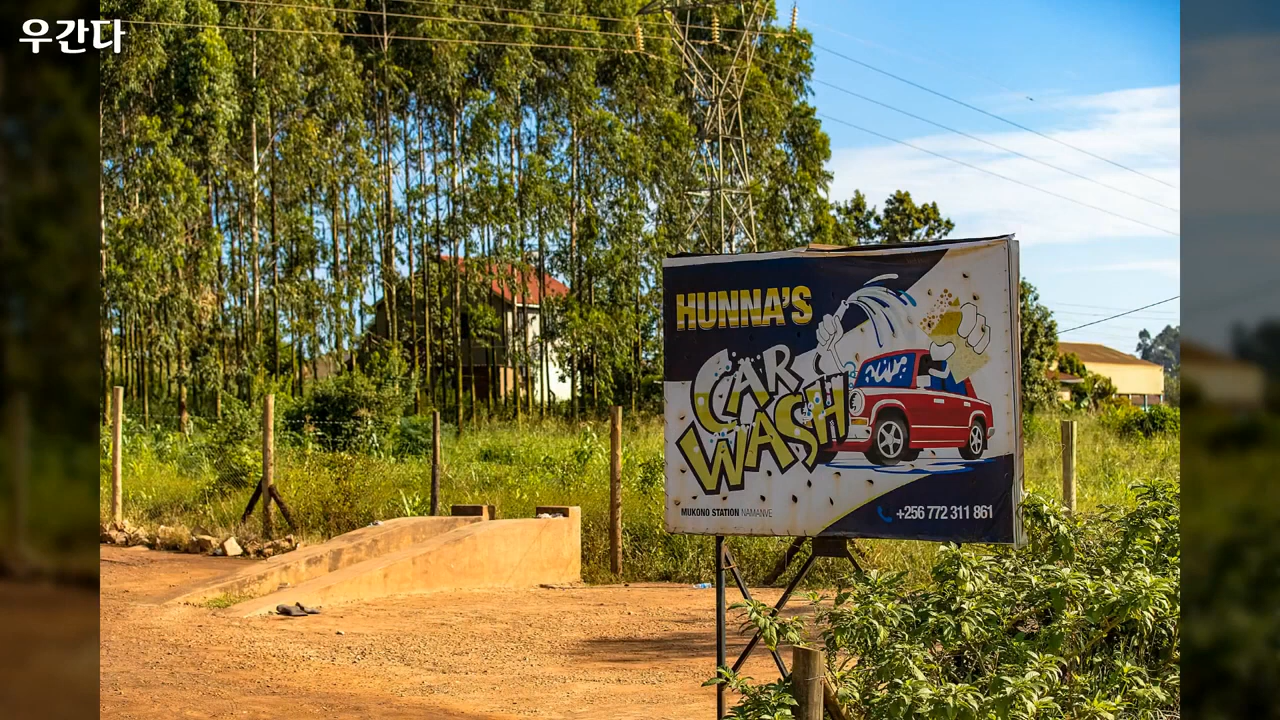 우간다
HUNNA'S
CAR
WASH
MUKONO STATION NAMANVE
+256 772 311 861